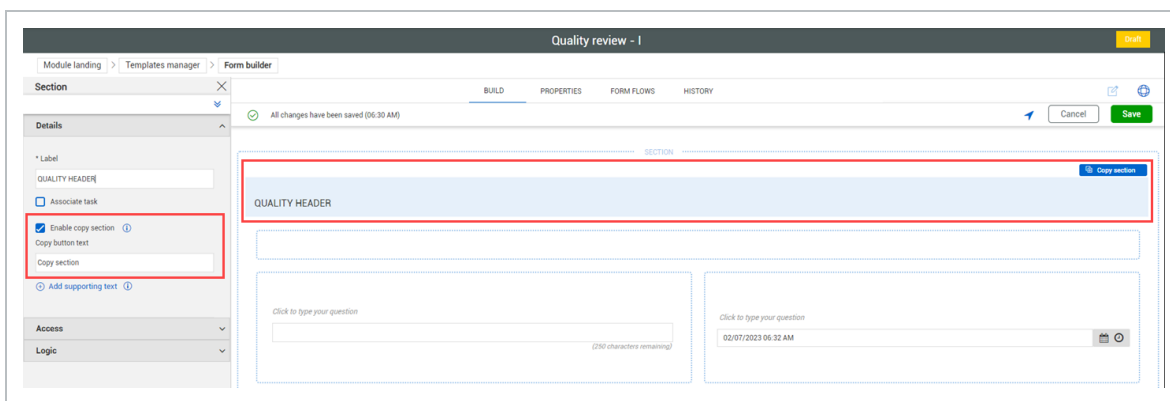 Quality review - I
Draft
Module landing > Templates manager > Form builder
Section
BUILD PROPERTIES FORM FLOWS HISTORY
All changes have been saved (06:30 AM)
Cancel Save
Details
* Label
SECTION
QUALITY HEADER
Copy section
Associate task
QUALITY HEADER
Enable copy section
Copy button text
Copy section
Add supporting text
Click to type your question
Click to type your question
02/07/2023 06:32 AM
(250 characters remaining)
Access
Logic